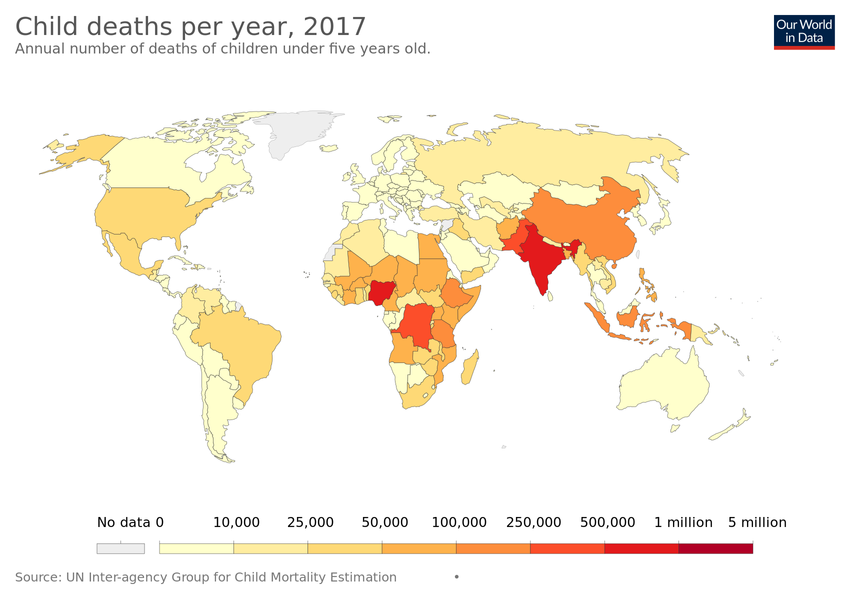 Child deaths per year, 2017
Annual number of deaths of children under five years old.
Our World
in Data
No data 0 10,000 25,000 50,000 100,000 250,000 500,000 1 million 5 million
Source: UN Inter-agency Group for Child Mortality Estimation •